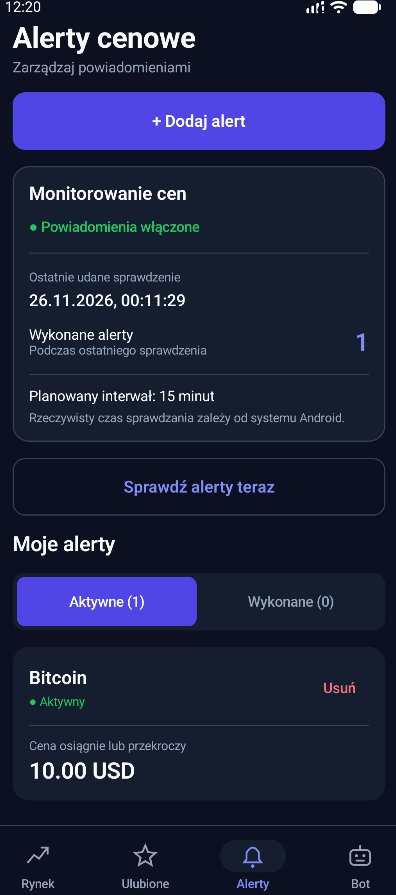 12:20
Alerty cenowe
Zarządzaj powiadomieniami
+ Dodaj alert
Monitorowanie cen
● Powiadomienia włączone
Ostatnie udane sprawdzenie
26.11.2026, 00:11:29
Wykonane alerty
Podczas ostatniego sprawdzenia
1
Planowany interwał: 15 minut
Rzeczywisty czas sprawdzania zależy od systemu Android.
Sprawdź alerty teraz
Moje alerty
Aktywne (1)
Wykonane (0)
Bitcoin
● Aktywny
Usuń
Cena osiągnie lub przekroczy
10.00 USD
Rynek
Ulubione
Alerty
Bot